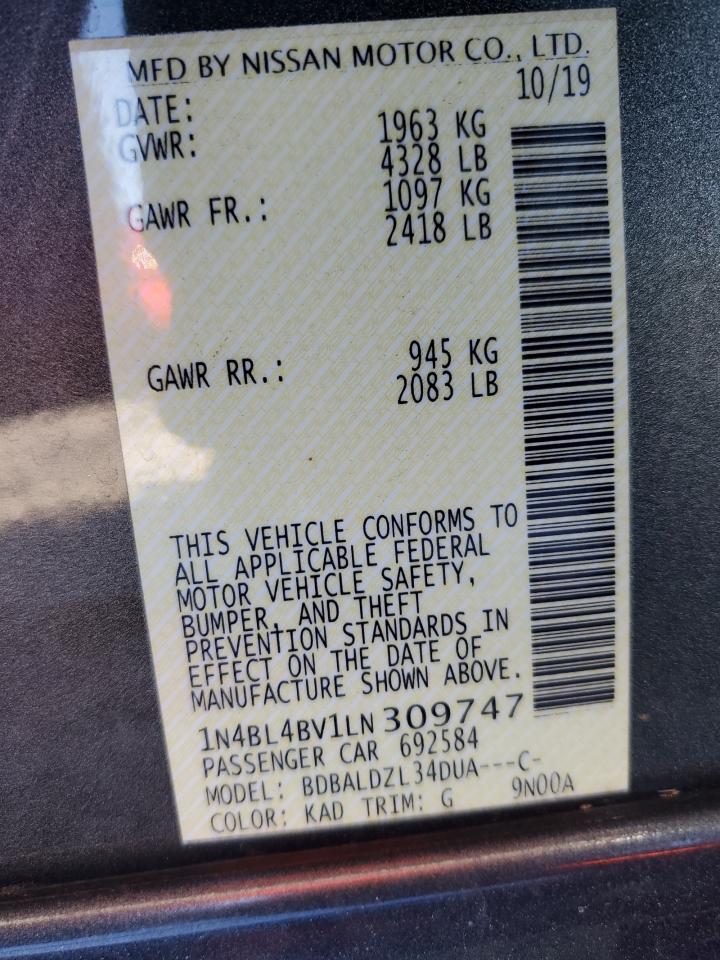 MFD BY NISSAN MOTOR CO., LTD.
DATE: 10/19
GVWR: 1963 KG
4328 LB
GAWR FR.: 1097 KG
2418 LB
GAWR RR.: 945 KG
2083 LB
THIS VEHICLE CONFORMS TO
ALL APPLICABLE FEDERAL
MOTOR VEHICLE SAFETY,
BUMPER, AND THEFT
PREVENTION STANDARDS IN
EFFECT ON THE DATE OF
MANUFACTURE SHOWN ABOVE.
1N4BL4BV1LN309747
PASSENGER CAR 692584
MODEL: BDBALDZL34DUA---C-
COLOR: KAD TRIM: G 9N00A